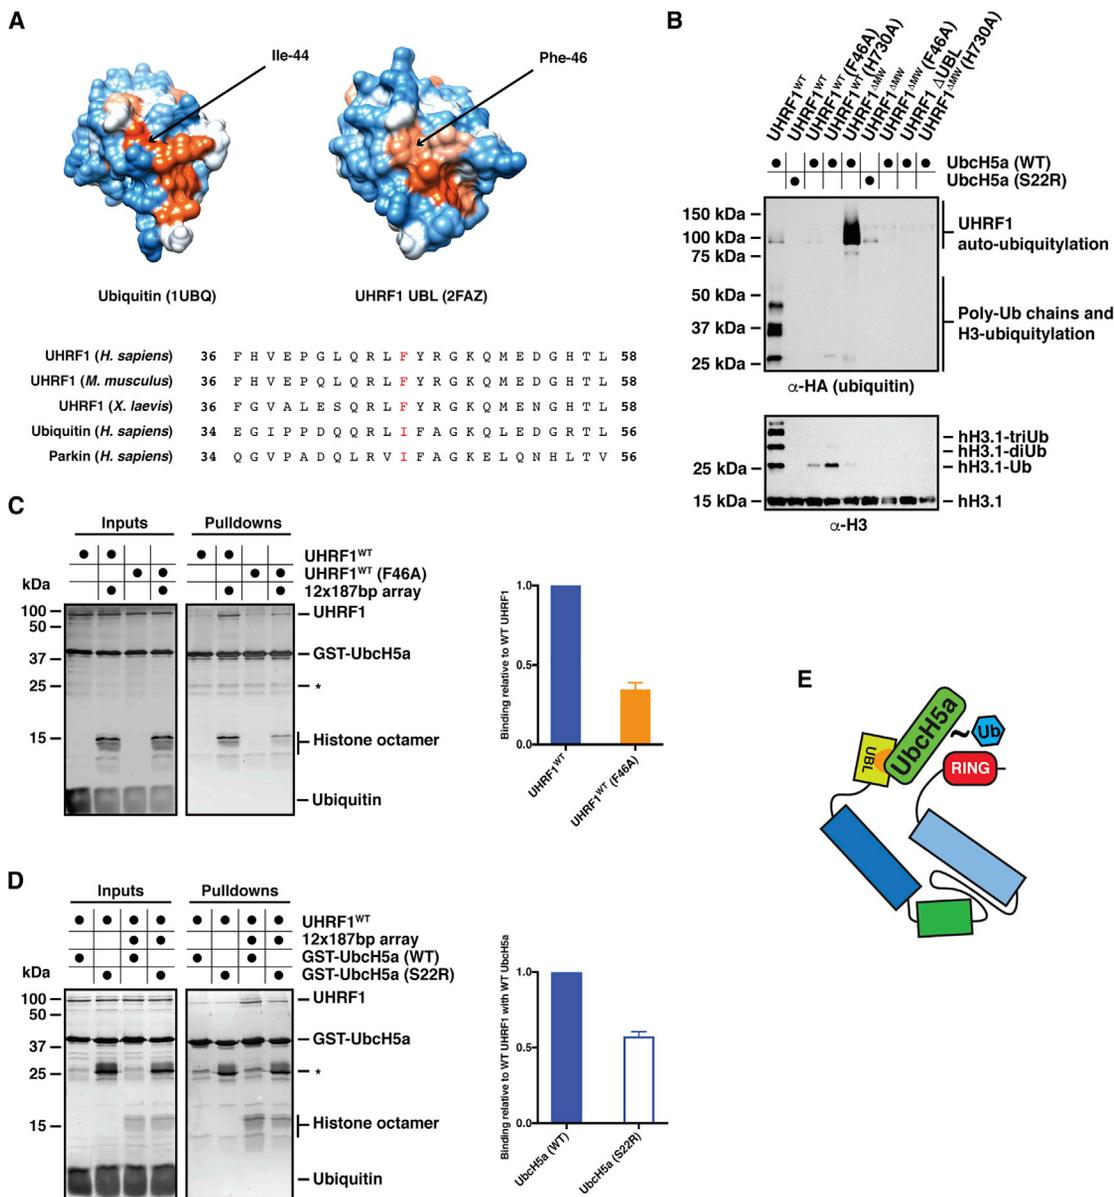 A
Ile-44
Phe-46
Ubiquitin (1UBQ)
UHRF1 UBL (2FAZ)
UHRF1 (H. sapiens) 36 F H V E P G L Q R L F Y R G K Q M E D G H T L 58
UHRF1 (M. musculus) 36 F H V E P Q L Q R L F Y R G K Q M E D G H T L 58
UHRF1 (X. laevis) 36 F G V A L E S Q R L F Y R G K Q M E N G H T L 58
Ubiquitin (H. sapiens) 34 E G I P P D Q Q R L I F A G K Q L E D G R T L 56
Parkin (H. sapiens) 34 Q G V P A D Q L R V I F A G K E L Q N H L T V 56
B
UHRF1WT
UHRF1WT
UHRF1WT (F46A)
UHRF1WT (H730A)
UHRF1ΔMW
UHRF1ΔMW
UHRF1ΔMW (F46A)
UHRF1 ΔUBL
UHRF1ΔMW (H730A)
UbcH5a (WT)
UbcH5a (S22R)
150 kDa
100 kDa
75 kDa
50 kDa
37 kDa
25 kDa
UHRF1
auto-ubiquitylation
Poly-Ub chains and
H3-ubiquitylation
α-HA (ubiquitin)
25 kDa
15 kDa
hH3.1-triUb
hH3.1-diUb
hH3.1-Ub
hH3.1
α-H3
C
Inputs
Pulldowns
UHRF1WT
UHRF1WT (F46A)
12x187bp array
kDa
100
50
37
25
15
UHRF1
GST-UbcH5a
*
Histone octamer
Ubiquitin
Binding relative to WT UHRF1
1.0
0.5
0.0
UHRF1WT
UHRF1WT (F46A)
D
Inputs
Pulldowns
UHRF1WT
12x187bp array
GST-UbcH5a (WT)
GST-UbcH5a (S22R)
kDa
100
50
37
25
15
UHRF1
GST-UbcH5a
*
Histone octamer
Ubiquitin
Binding relative to WT UHRF1 with WT UbcH5a
1.0
0.5
0.0
UbcH5a (WT)
UbcH5a (S22R)
E
UBL
UbcH5a
~
Ub
RING